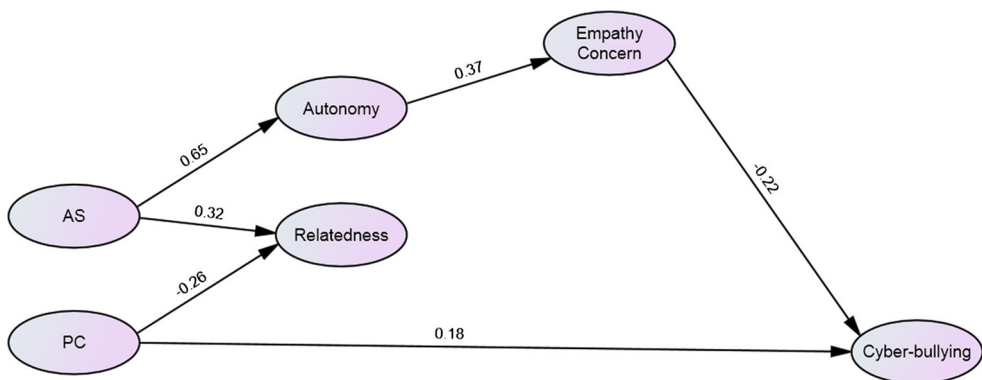 Empathy
Concern
0.37
Autonomy
0.65
-0.22
AS
0.32
Relatedness
-0.26
PC
0.18
Cyber-bullying